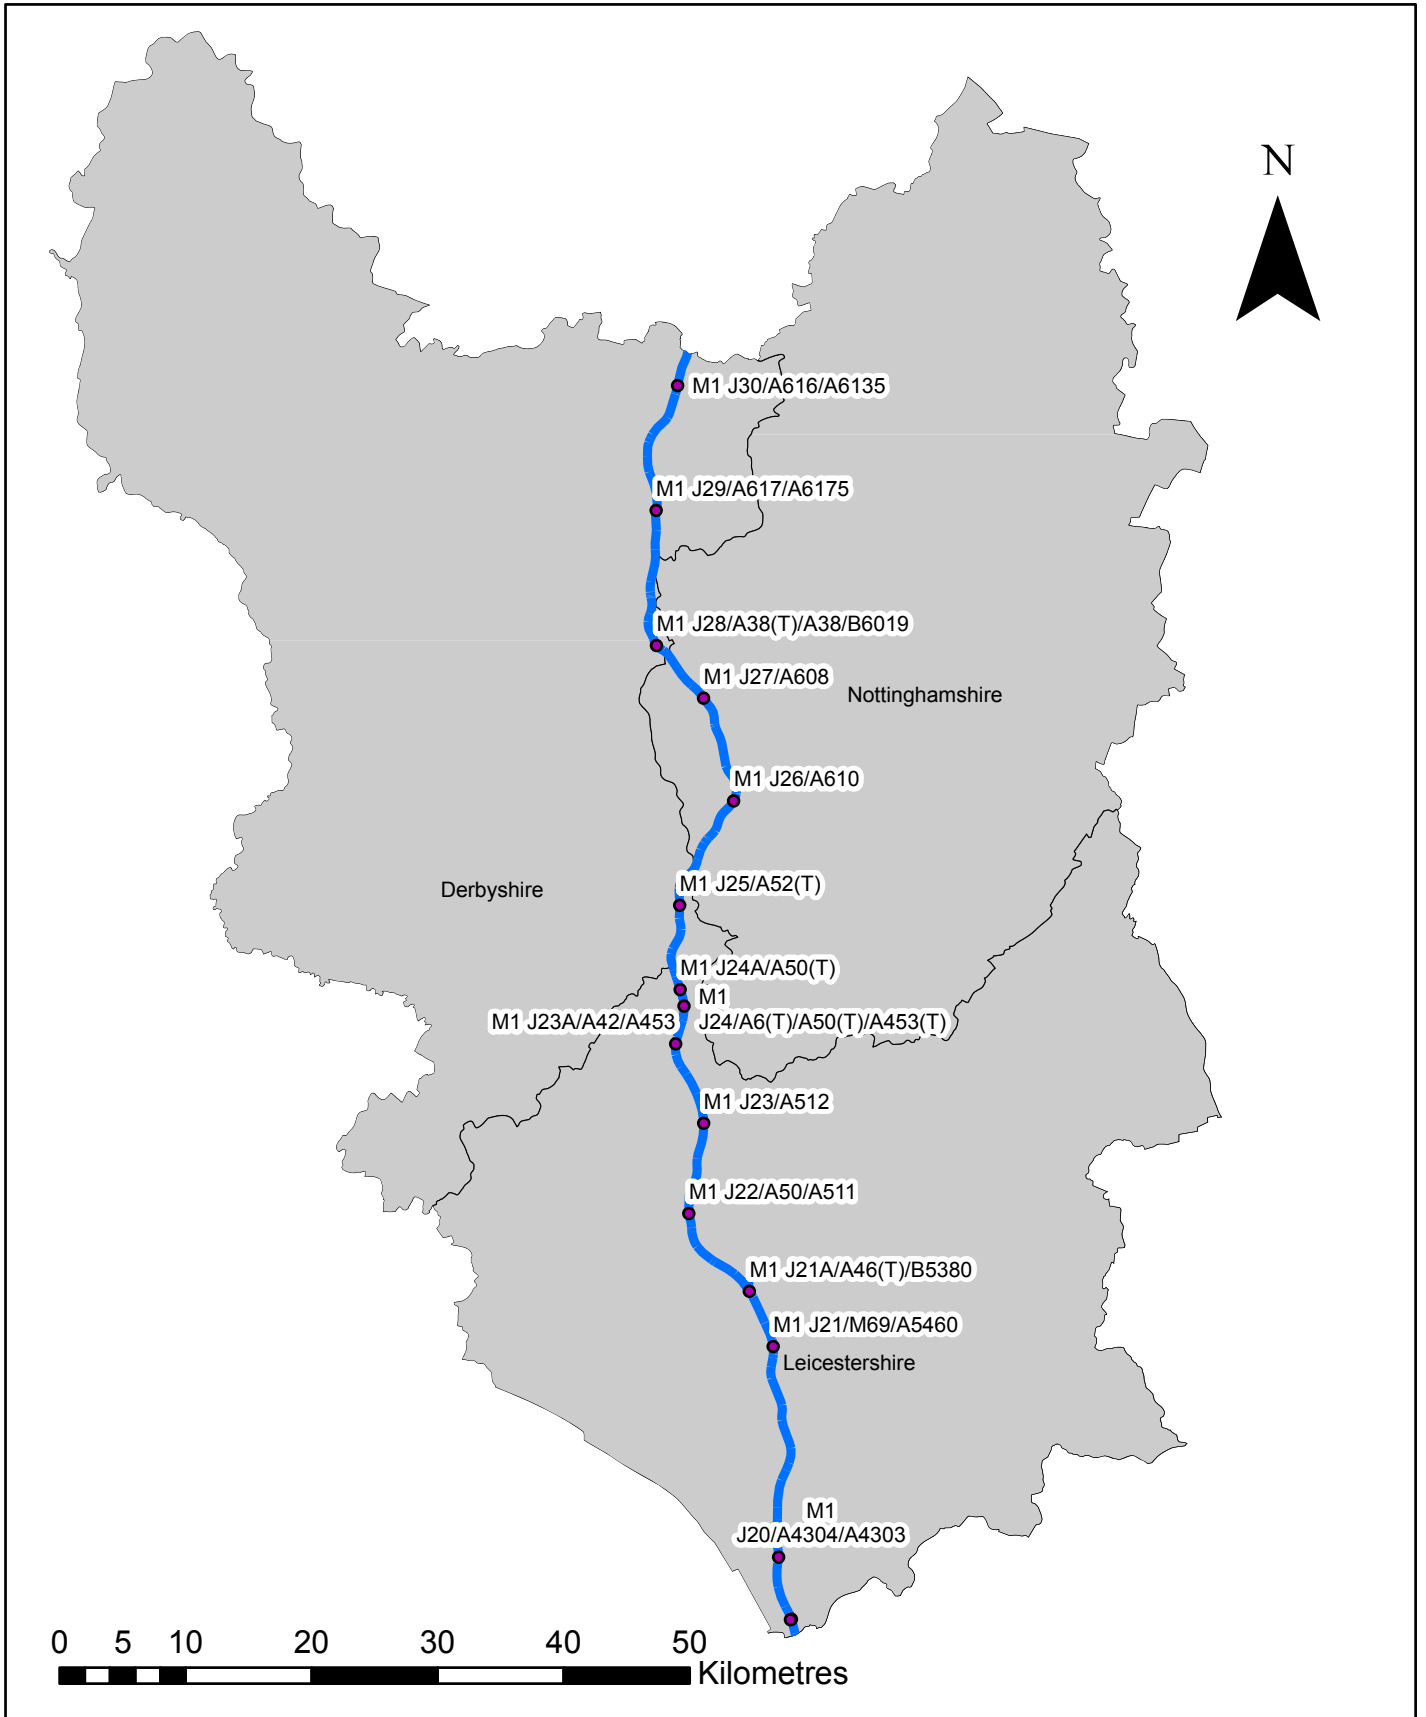 N
M1 J30/A616/A6135
M1 J29/A617/A6175
M1 J28/A38(T)/A38/B6019
M1 J27/A608
Nottinghamshire
M1 J26/A610
M1 J25/A52(T)
Derbyshire
M1 J24A/A50(T)
M1
J24/A6(T)/A50(T)/A453(T)
M1 J23A/A42/A453
M1 J23/A512
M1 J22/A50/A511
M1 J21A/A46(T)/B5380
M1 J21/M69/A5460
Leicestershire
M1
J20/A4304/A4303
0 5 10 20 30 40 50
Kilometres